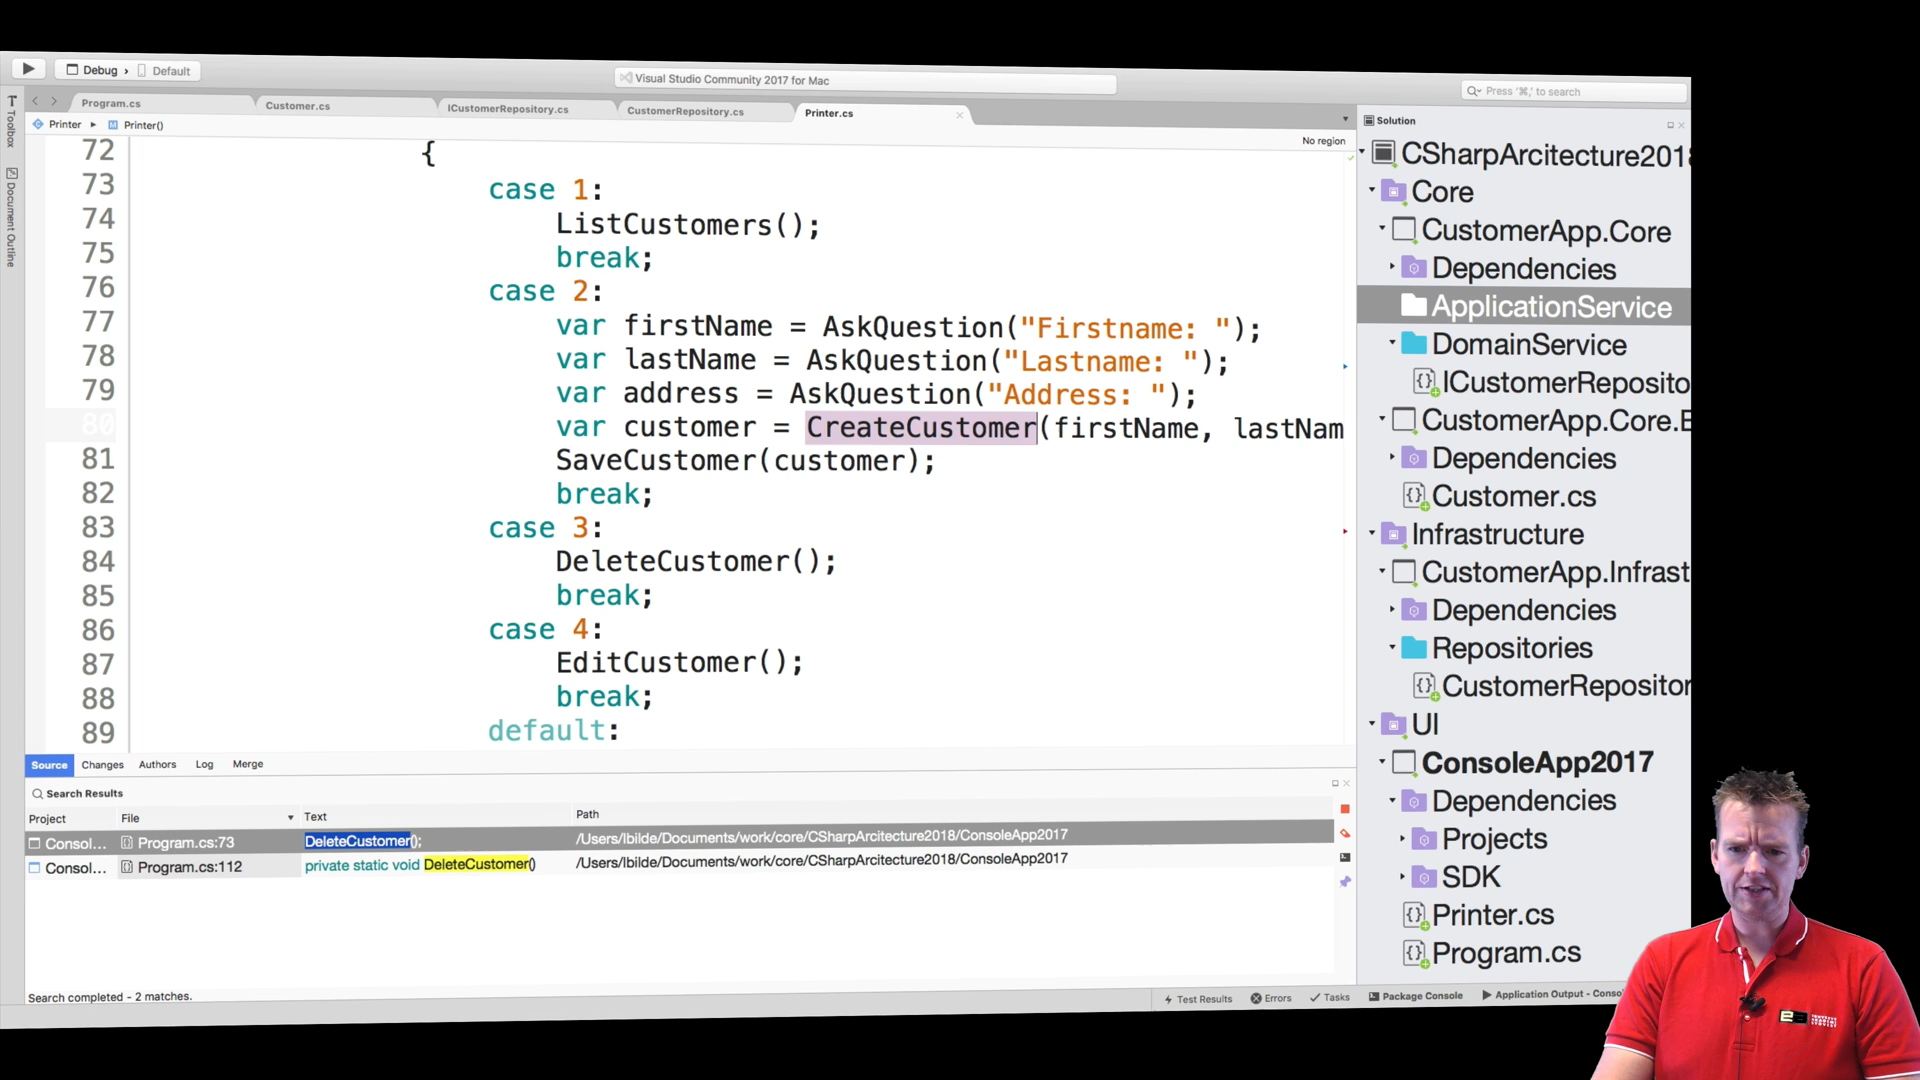 Debug › Default
Visual Studio Community 2017 for Mac
Press '⌘,' to search
Program.cs
Customer.cs
ICustomerRepository.cs
CustomerRepository.cs
Printer.cs
Printer
Printer()
No region
Toolbox
Document Outline
72 {
73 case 1:
74 ListCustomers();
75 break;
76 case 2:
77 var firstName = AskQuestion("Firstname: ");
78 var lastName = AskQuestion("Lastname: ");
79 var address = AskQuestion("Address: ");
80 var customer = CreateCustomer(firstName, lastNam
81 SaveCustomer(customer);
82 break;
83 case 3:
84 DeleteCustomer();
85 break;
86 case 4:
87 EditCustomer();
88 break;
89 default:
Solution
CSharpArcitecture201
Core
CustomerApp.Core
Dependencies
ApplicationService
DomainService
ICustomerReposito
CustomerApp.Core.E
Dependencies
Customer.cs
Infrastructure
CustomerApp.Infrast
Dependencies
Repositories
CustomerRepositor
UI
ConsoleApp2017
Dependencies
Projects
SDK
Printer.cs
Program.cs
Source Changes Authors Log Merge
Search Results
Project File Text Path
Consol... Program.cs:73 DeleteCustomer(); /Users/lbilde/Documents/work/core/CSharpArcitecture2018/ConsoleApp2017
Consol... Program.cs:112 private static void DeleteCustomer() /Users/lbilde/Documents/work/core/CSharpArcitecture2018/ConsoleApp2017
Search completed - 2 matches.
Test Results Errors Tasks Package Console Application Output - Conso